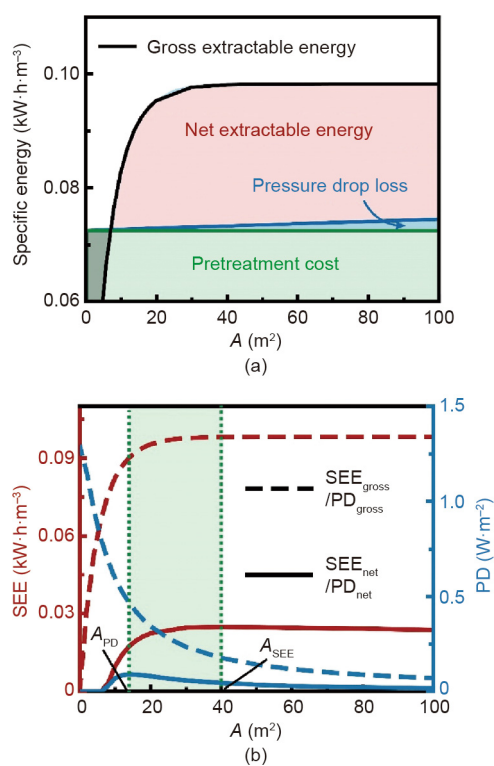 Gross extractable energy
0.10
Net extractable energy
Pressure drop loss
0.08
Pretreatment cost
0.06
Specific energy (kW·h·m⁻³)
0 20 40 60 80 100
A (m²)
(a)
1.5
0.09
SEE_gross
/PD_gross
1.0
0.06
SEE_net
/PD_net
0.5
0.03
A_PD
A_SEE
0
0
SEE (kW·h·m⁻³)
PD (W·m⁻²)
0 20 40 60 80 100
A (m²)
(b)